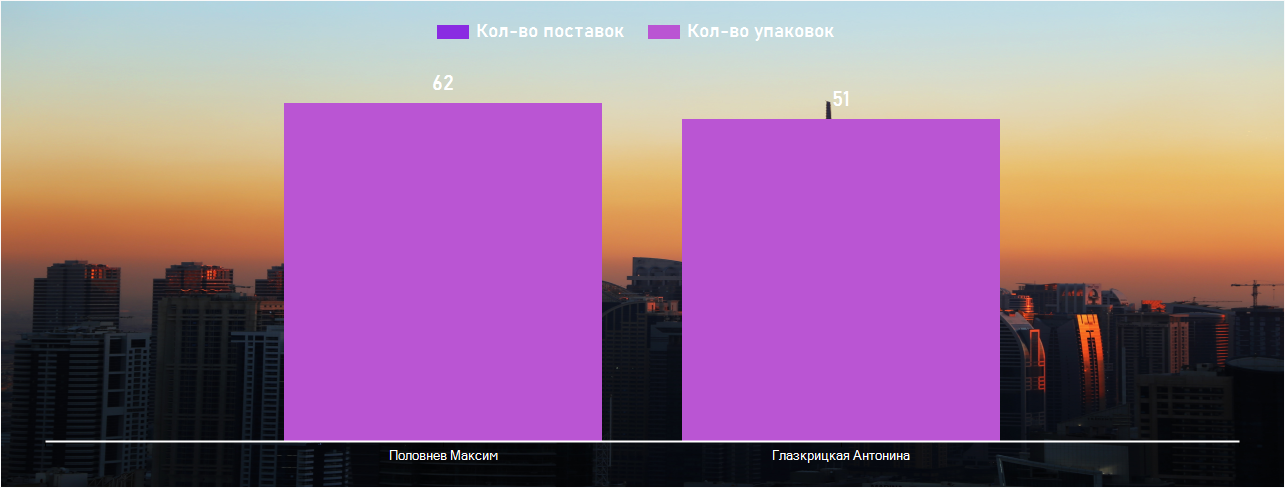 Кол-во поставок Кол-во упаковок
62
51
Половнев Максим Глазкрицкая Антонина